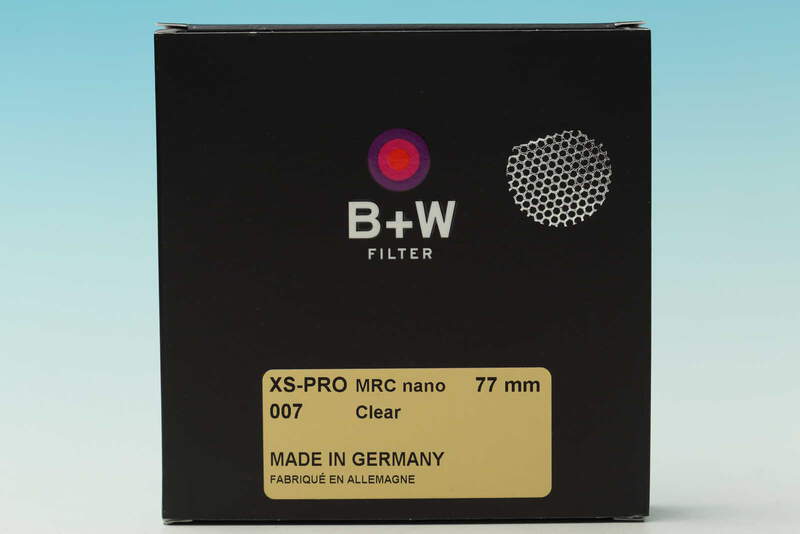 B+W
FILTER
XS-PRO MRC nano 77 mm
007 Clear
MADE IN GERMANY
FABRIQUÉ EN ALLEMAGNE